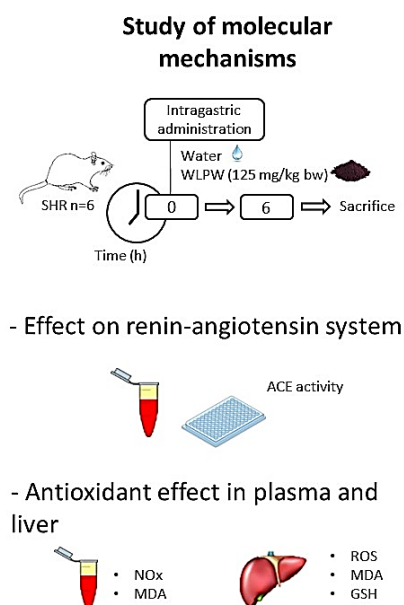 Study of molecular
mechanisms
Intragastric
administration
Water
WLPW (125 mg/kg bw)
SHR n=6
0
6
Sacrifice
Time (h)
- Effect on renin-angiotensin system
ACE activity
- Antioxidant effect in plasma and
liver
• NOx
• MDA
• ROS
• MDA
• GSH